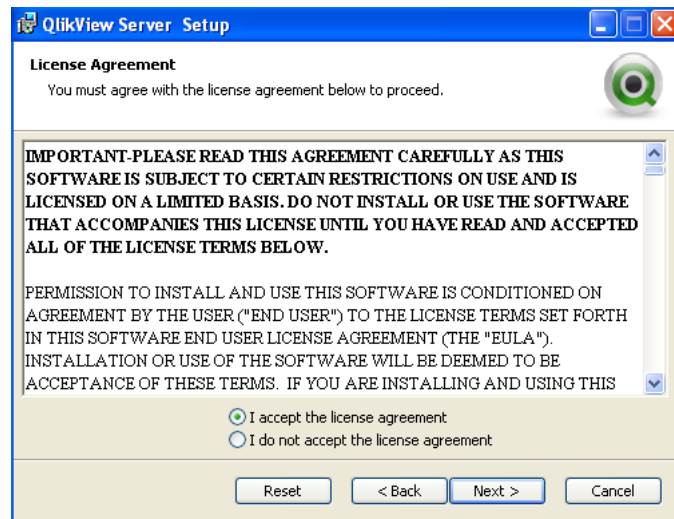 QlikView Server Setup
License Agreement
You must agree with the license agreement below to proceed.
IMPORTANT-PLEASE READ THIS AGREEMENT CAREFULLY AS THIS
SOFTWARE IS SUBJECT TO CERTAIN RESTRICTIONS ON USE AND IS
LICENSED ON A LIMITED BASIS. DO NOT INSTALL OR USE THE SOFTWARE
THAT ACCOMPANIES THIS LICENSE UNTIL YOU HAVE READ AND ACCEPTED
ALL OF THE LICENSE TERMS BELOW.
PERMISSION TO INSTALL AND USE THIS SOFTWARE IS CONDITIONED ON
AGREEMENT BY THE USER ("END USER") TO THE LICENSE TERMS SET FORTH
IN THIS SOFTWARE END USER LICENSE AGREEMENT (THE "EULA").
INSTALLATION OR USE OF THE SOFTWARE WILL BE DEEMED TO BE
ACCEPTANCE OF THESE TERMS. IF YOU ARE INSTALLING AND USING THIS
I accept the license agreement
I do not accept the license agreement
Reset < Back Next > Cancel